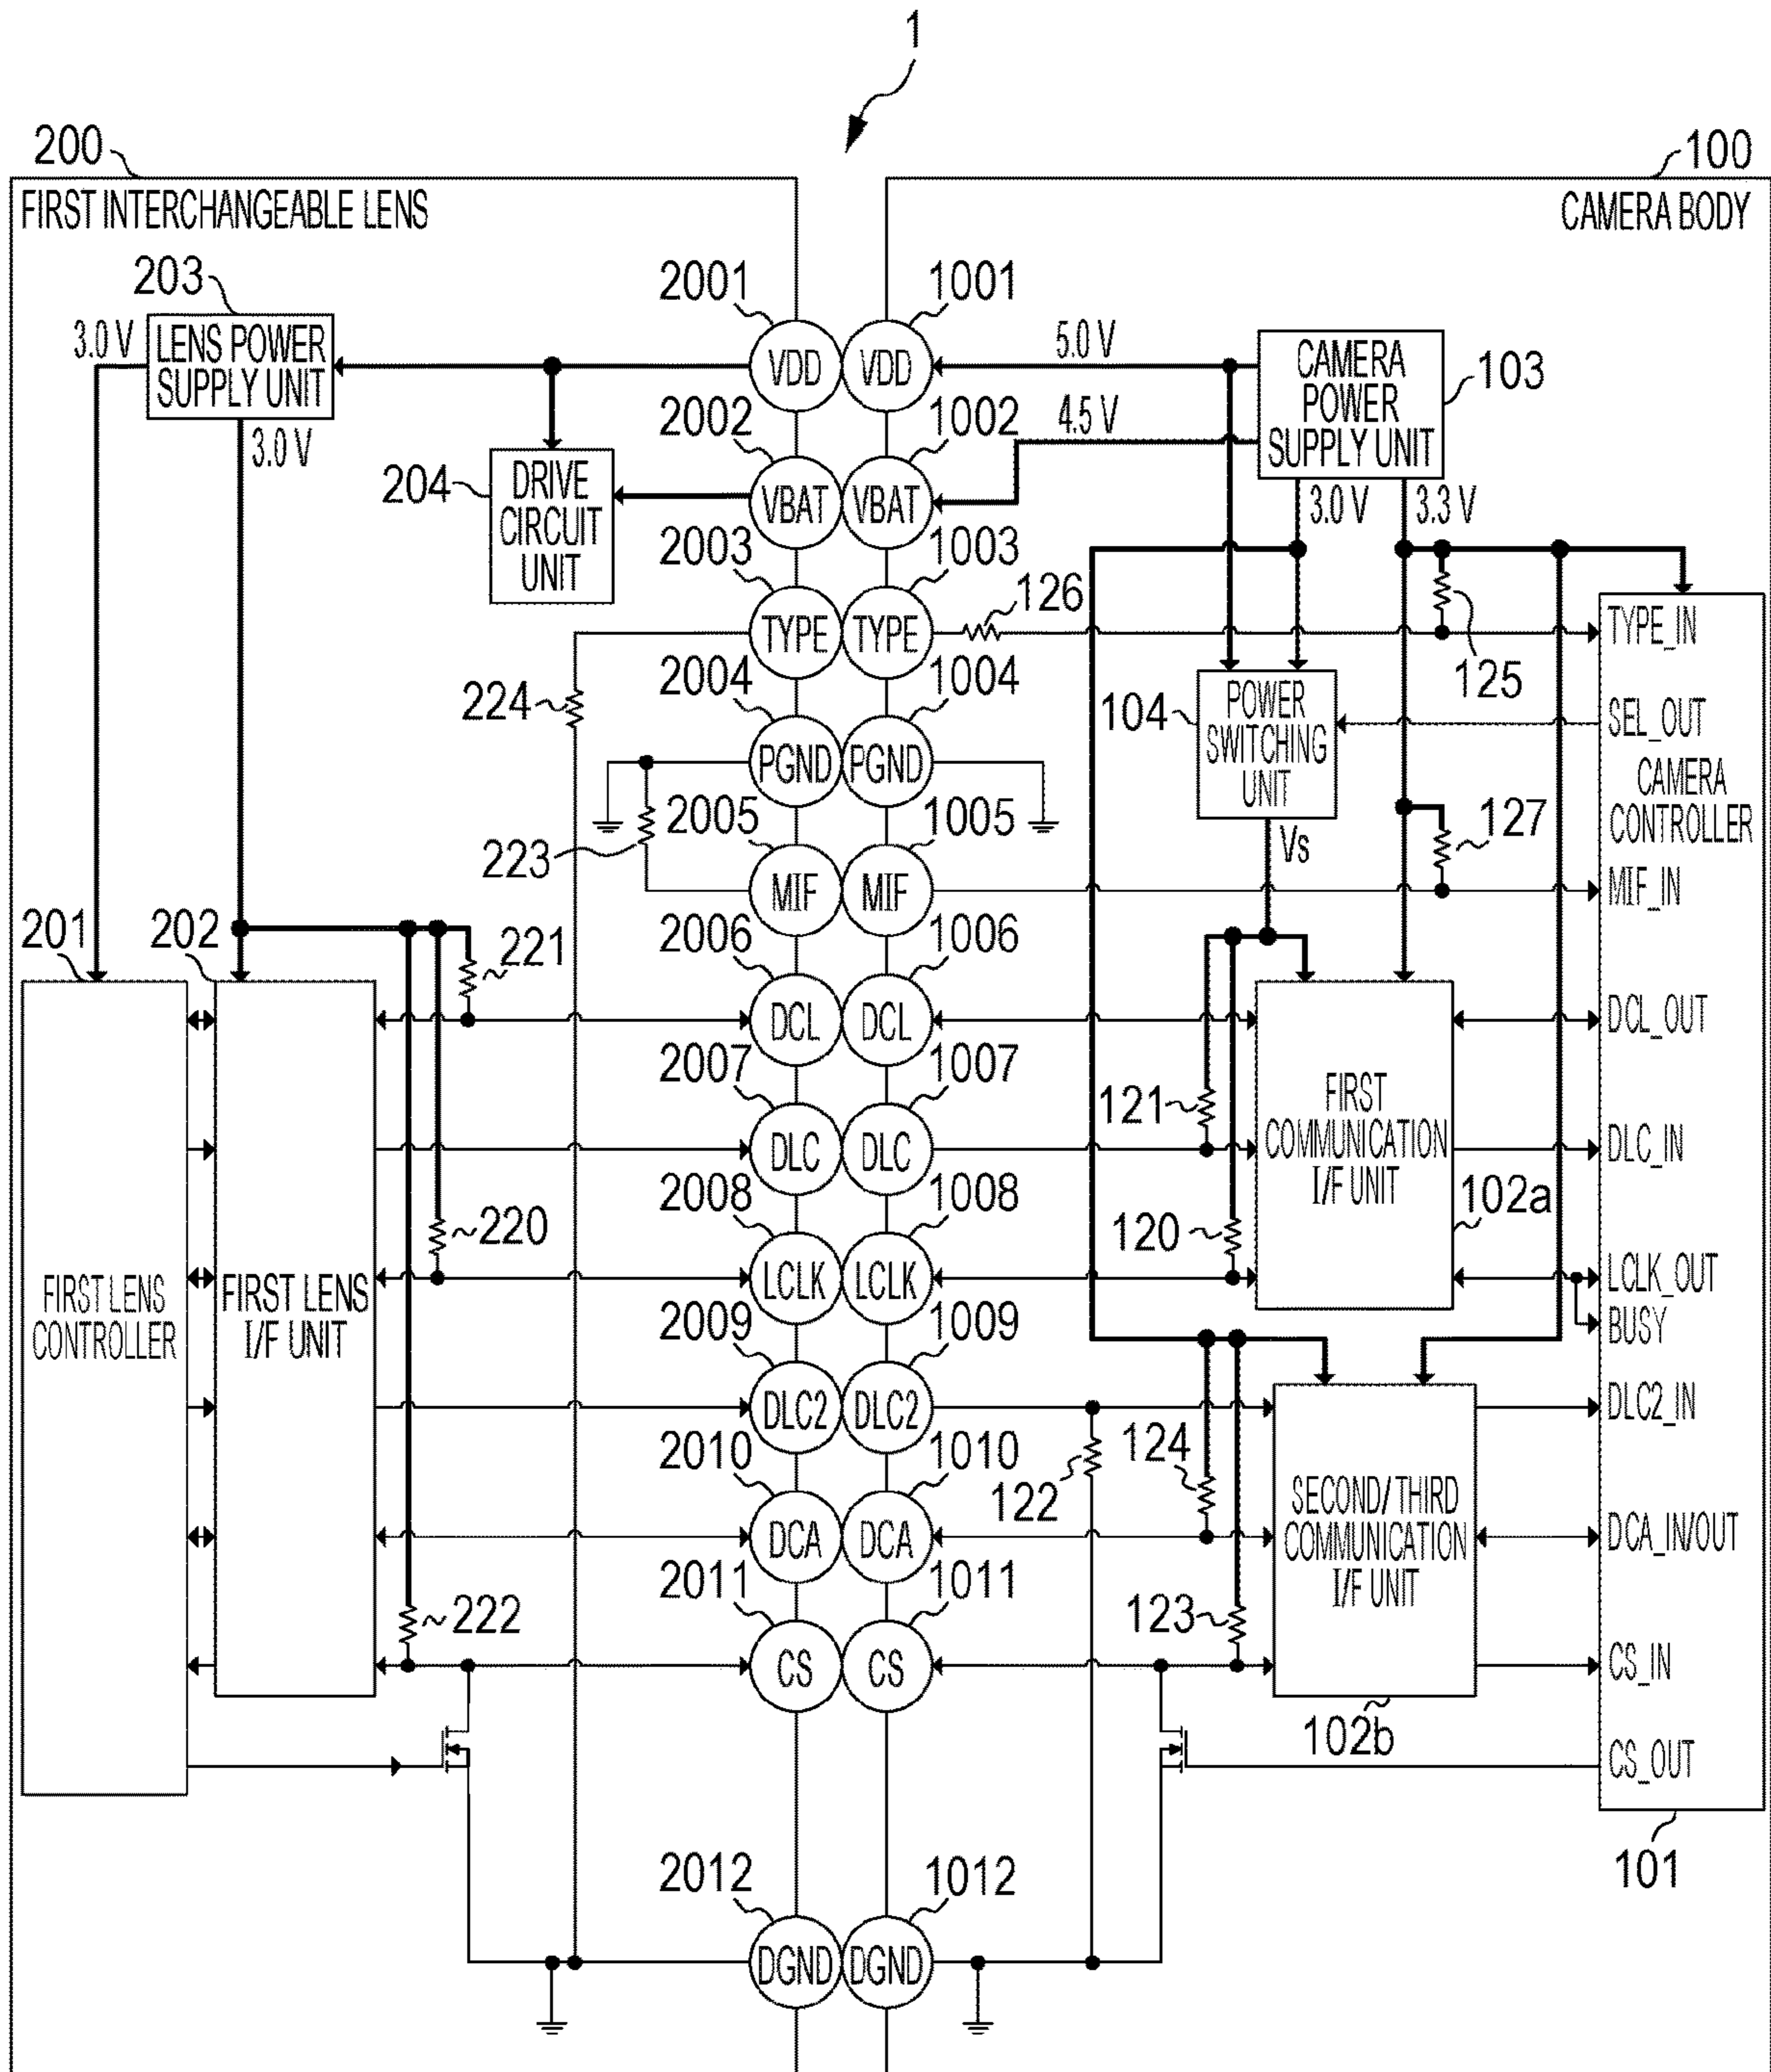 1
200
100
FIRST INTERCHANGEABLE LENS
CAMERA BODY
203
2001
1001
3.0 V
LENS POWER
SUPPLY UNIT
VDD
VDD
5.0 V
CAMERA
POWER
SUPPLY UNIT
103
3.0 V
2002
1002
4.5 V
204
DRIVE
CIRCUIT
UNIT
VBAT
VBAT
3.0 V
3.3 V
2003
1003
126
TYPE
TYPE
TYPE_IN
125
224
2004
1004
104
POWER
SWITCHING
UNIT
SEL_OUT
PGND
PGND
CAMERA
CONTROLLER
223
2005
1005
Vs
127
MIF
MIF
MIF_IN
201
202
221
2006
1006
DCL
DCL
DCL_OUT
2007
1007
121
FIRST
COMMUNICATION
I/F UNIT
DLC
DLC
DLC_IN
220
2008
1008
120
102a
FIRST LENS
CONTROLLER
FIRST LENS
I/F UNIT
LCLK
LCLK
LCLK_OUT
BUSY
2009
1009
DLC2
DLC2
DLC2_IN
2010
1010
122
124
SECOND/THIRD
COMMUNICATION
I/F UNIT
DCA
DCA
DCA_IN/OUT
222
2011
1011
123
CS
CS
CS_IN
102b
CS_OUT
101
2012
1012
DGND
DGND